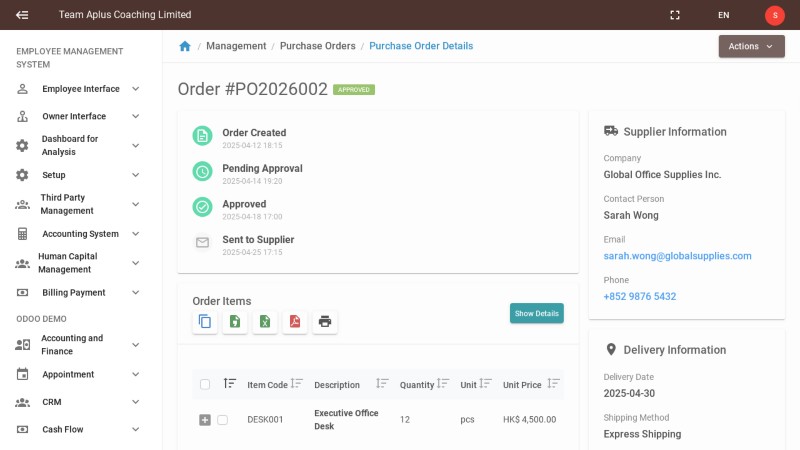 Team Aplus Coaching Limited
EN
S
EMPLOYEE MANAGEMENT
SYSTEM
Employee Interface
Owner Interface
Dashboard for
Analysis
Setup
Third Party
Management
Accounting System
Human Capital
Management
Billing Payment
ODOO DEMO
Accounting and
Finance
Appointment
CRM
Cash Flow
/ Management / Purchase Orders / Purchase Order Details
Actions
Order #PO2026002 APPROVED
Order Created
2025-04-12 18:15
Pending Approval
2025-04-14 19:20
Approved
2025-04-18 17:00
Sent to Supplier
2025-04-25 17:15
Order Items
Show Details
Item Code Description Quantity Unit Unit Price
DESK001 Executive Office Desk 12 pcs HK$ 4,500.00
Supplier Information
Company
Global Office Supplies Inc.
Contact Person
Sarah Wong
Email
sarah.wong@globalsupplies.com
Phone
+852 9876 5432
Delivery Information
Delivery Date
2025-04-30
Shipping Method
Express Shipping